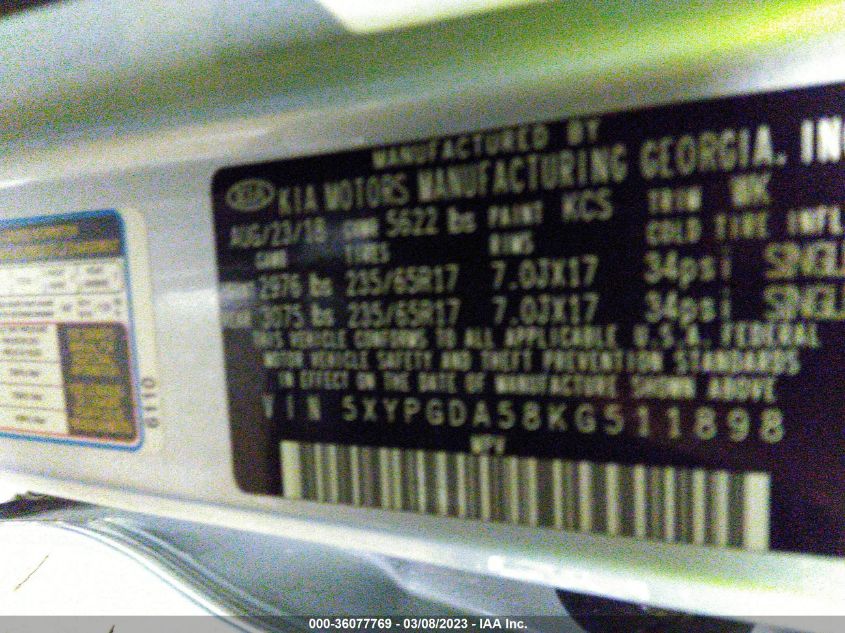 MANUFACTURED BY
KIA KIA MOTORS MANUFACTURING GEORGIA, INC
AUG/23/18 GVWR 5622 lbs PAINT KCS TRIM WK
GAWR TIRES RIMS COLD TIRE INFL
2976 lbs 235/65R17 7.0JX17 34psi SINGLE
3075 lbs 235/65R17 7.0JX17 34psi SINGLE
THIS VEHICLE CONFORMS TO ALL APPLICABLE U.S.A. FEDERAL
MOTOR VEHICLE SAFETY AND THEFT PREVENTION STANDARDS
IN EFFECT ON THE DATE OF MANUFACTURE SHOWN ABOVE
VIN 5XYPGDA58KG511898
MPV
6110
000-36077769 - 03/08/2023 - IAA Inc.